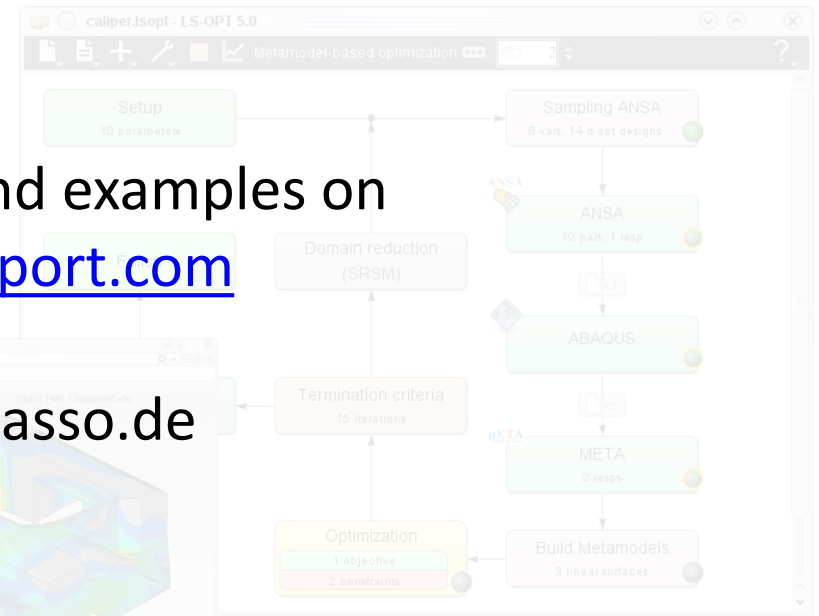 caliper.lsopt - LS-OPT 5.0
Metamodel-based optimization 2 ?
Setup
10 parameters
Sampling ANSA
8 vars, 14 d-opt designs
nd examples on
ANSA
ANSA
10 pars, 1 resp
Domain reduction
(SRSM)
port.com
ABAQUS
Termination criteria
15 iterations
asso.de
μETA
META
2 resps
Optimization
1 objective
2 constraints
Build Metamodels
3 linear surfaces